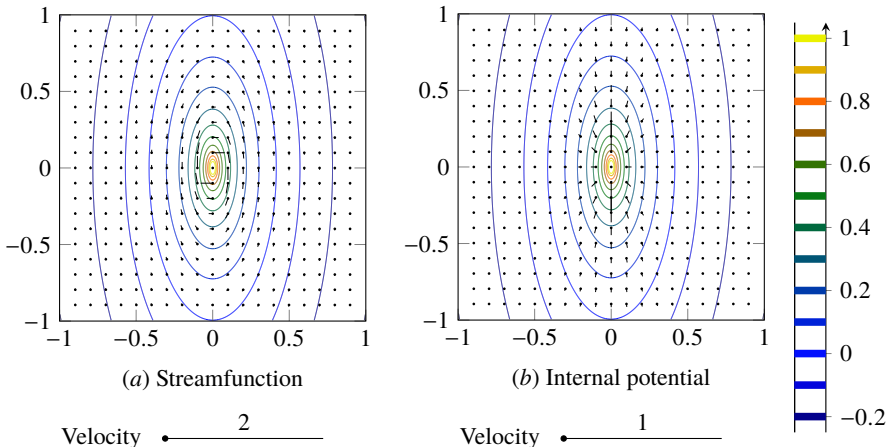 1
0.5
0
−0.5
−1
−1 −0.5 0 0.5 1
(a) Streamfunction
Velocity 2
1
0.5
0
−0.5
−1
−1 −0.5 0 0.5 1
(b) Internal potential
Velocity 1
1
0.8
0.6
0.4
0.2
0
−0.2